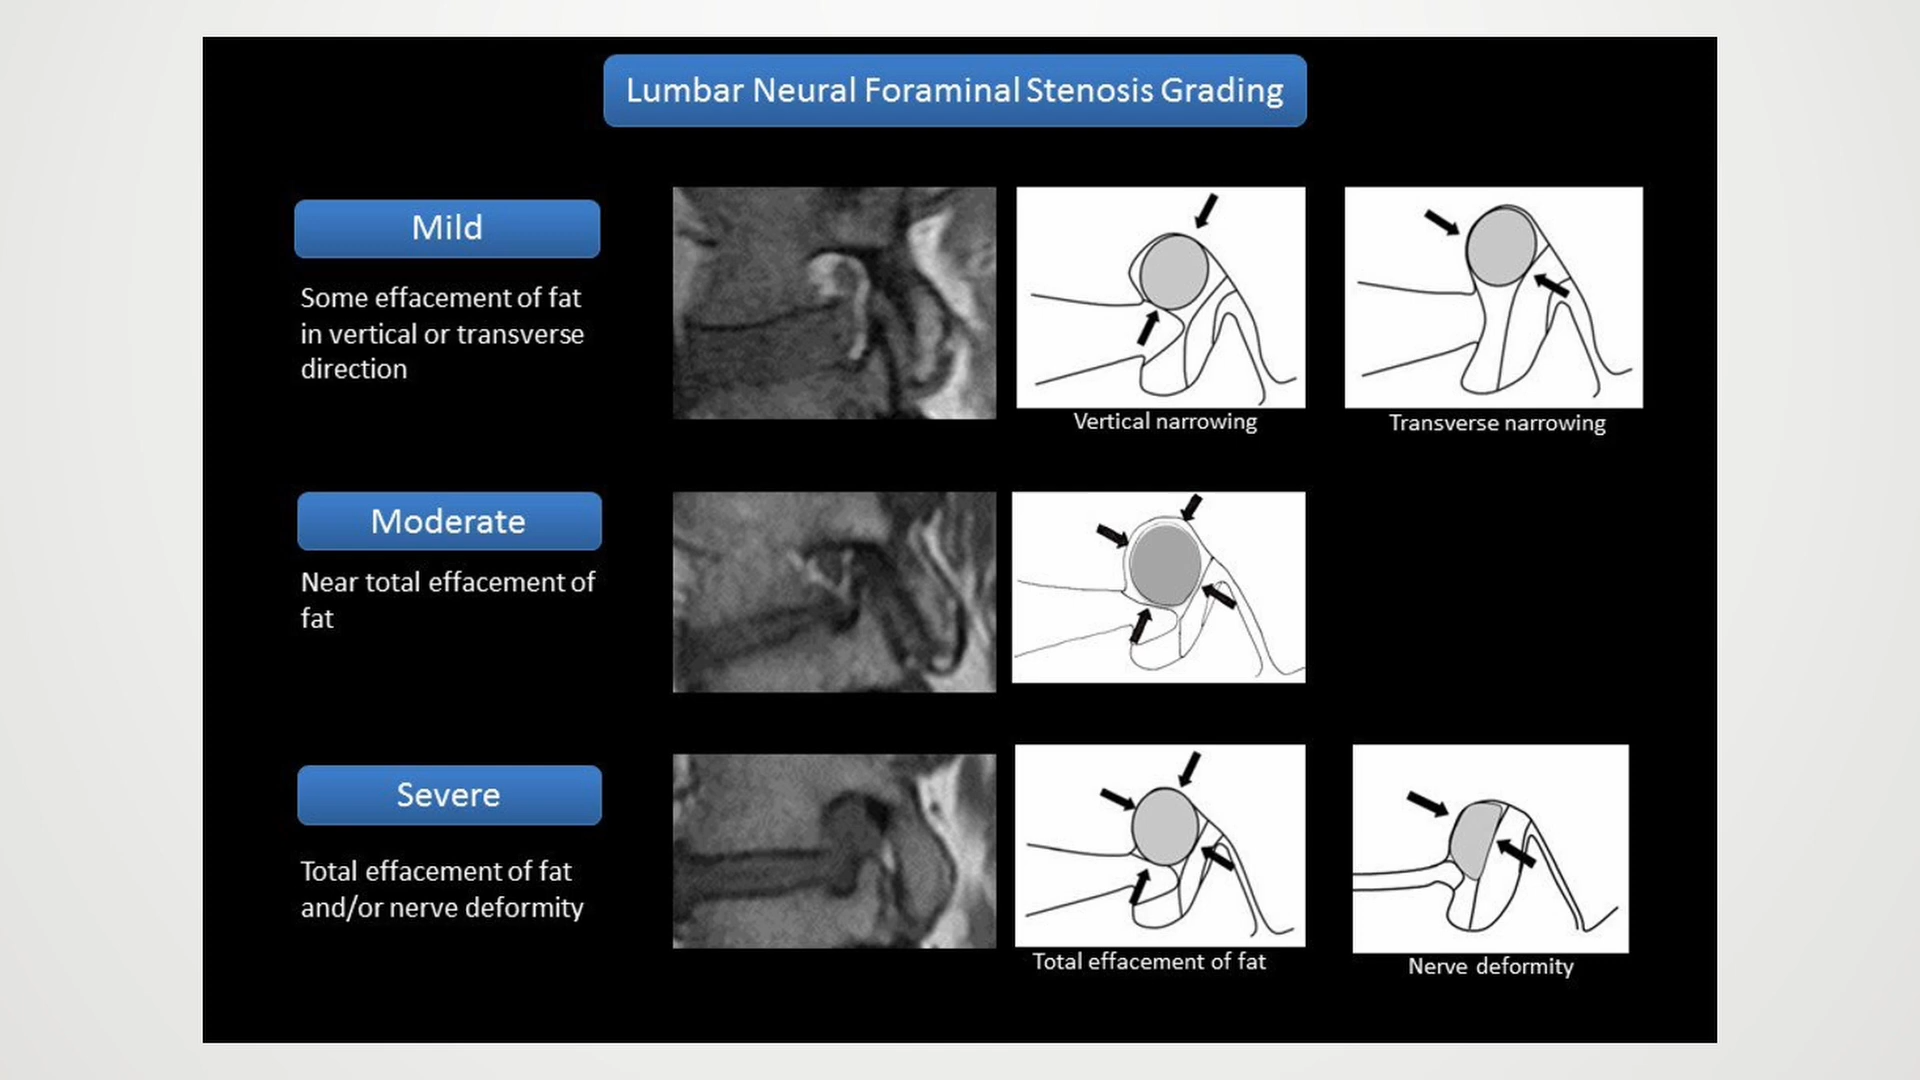 Lumbar Neural Foraminal Stenosis Grading
Mild
Some effacement of fat
in vertical or transverse
direction
Vertical narrowing
Transverse narrowing
Moderate
Near total effacement of
fat
Severe
Total effacement of fat
and/or nerve deformity
Total effacement of fat
Nerve deformity